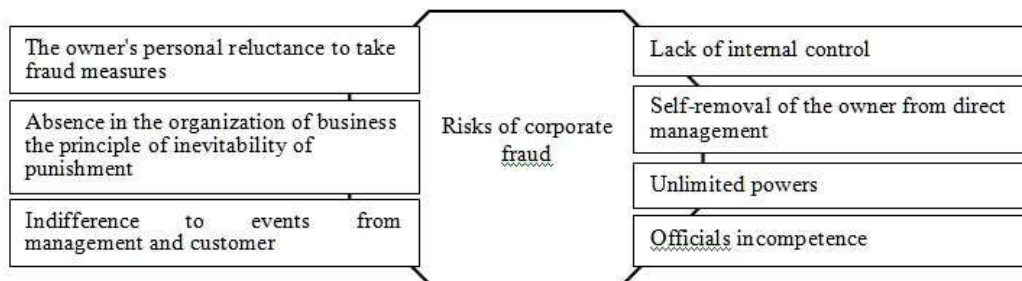 The owner's personal reluctance to take
fraud measures
Absence in the organization of business
the principle of inevitability of
punishment
Indifference to events from
management and customer
Risks of corporate
fraud
Lack of internal control
Self-removal of the owner from direct
management
Unlimited powers
Officials incompetence